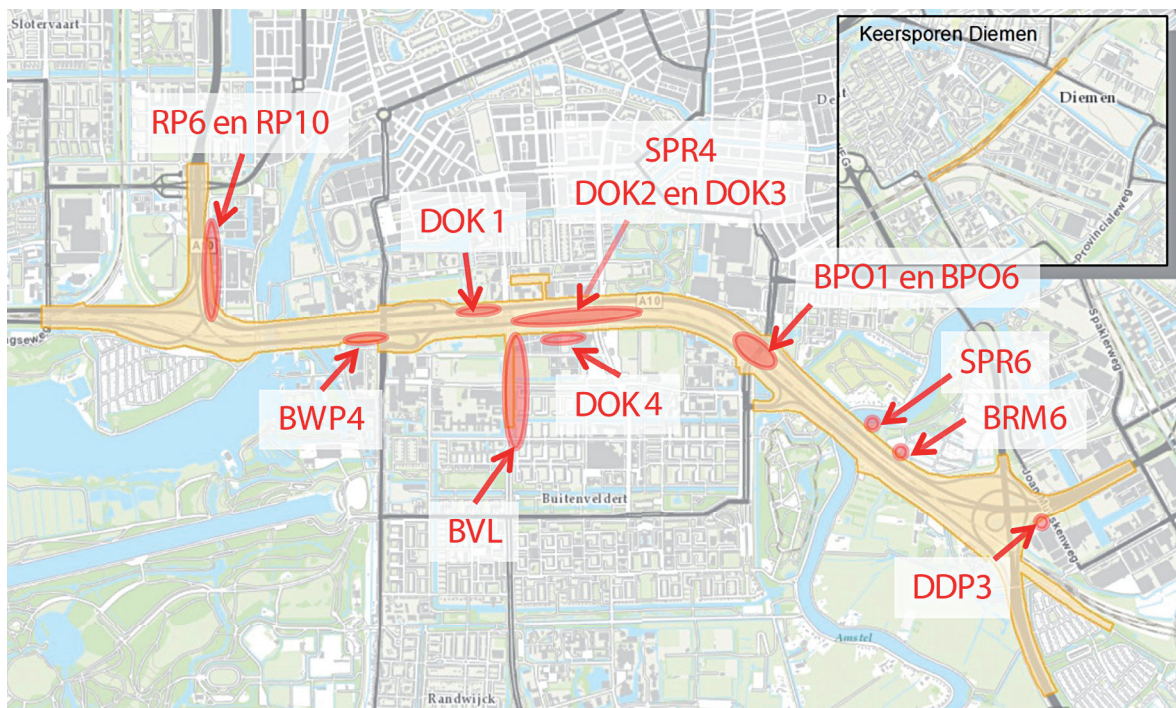 Slotervaart
Keersporen Diemen
Diemen
Provincialeweg
RP6 en RP10
SPR4
DOK2 en DOK3
DOK 1
A10
A10
BPO1 en BPO6
Spaklerweg
SPR6
BWP4
DOK 4
BRM6
Buitenveldert
BVL
DDP3
Amstel
Randwijck